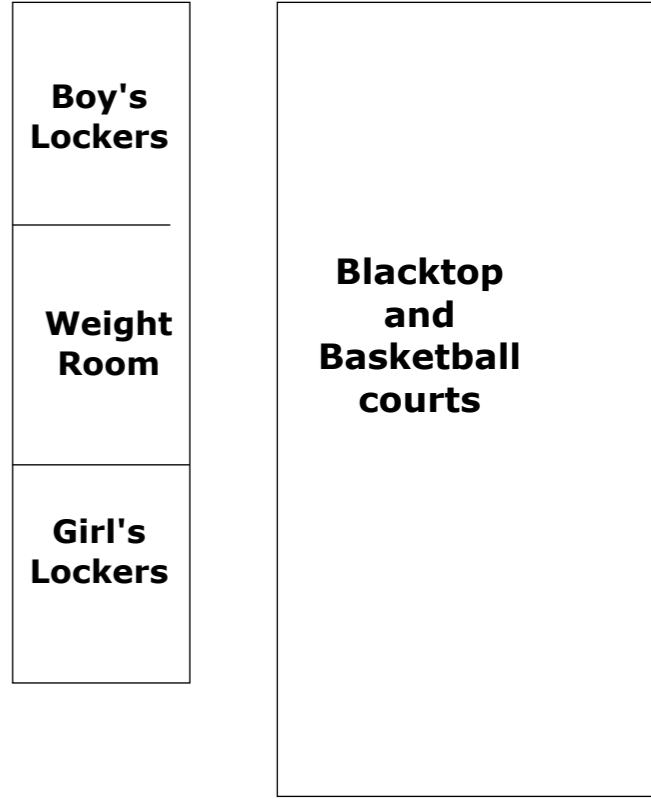 Boy's
Lockers
Weight
Room
Girl's
Lockers
Blacktop
and
Basketball
courts